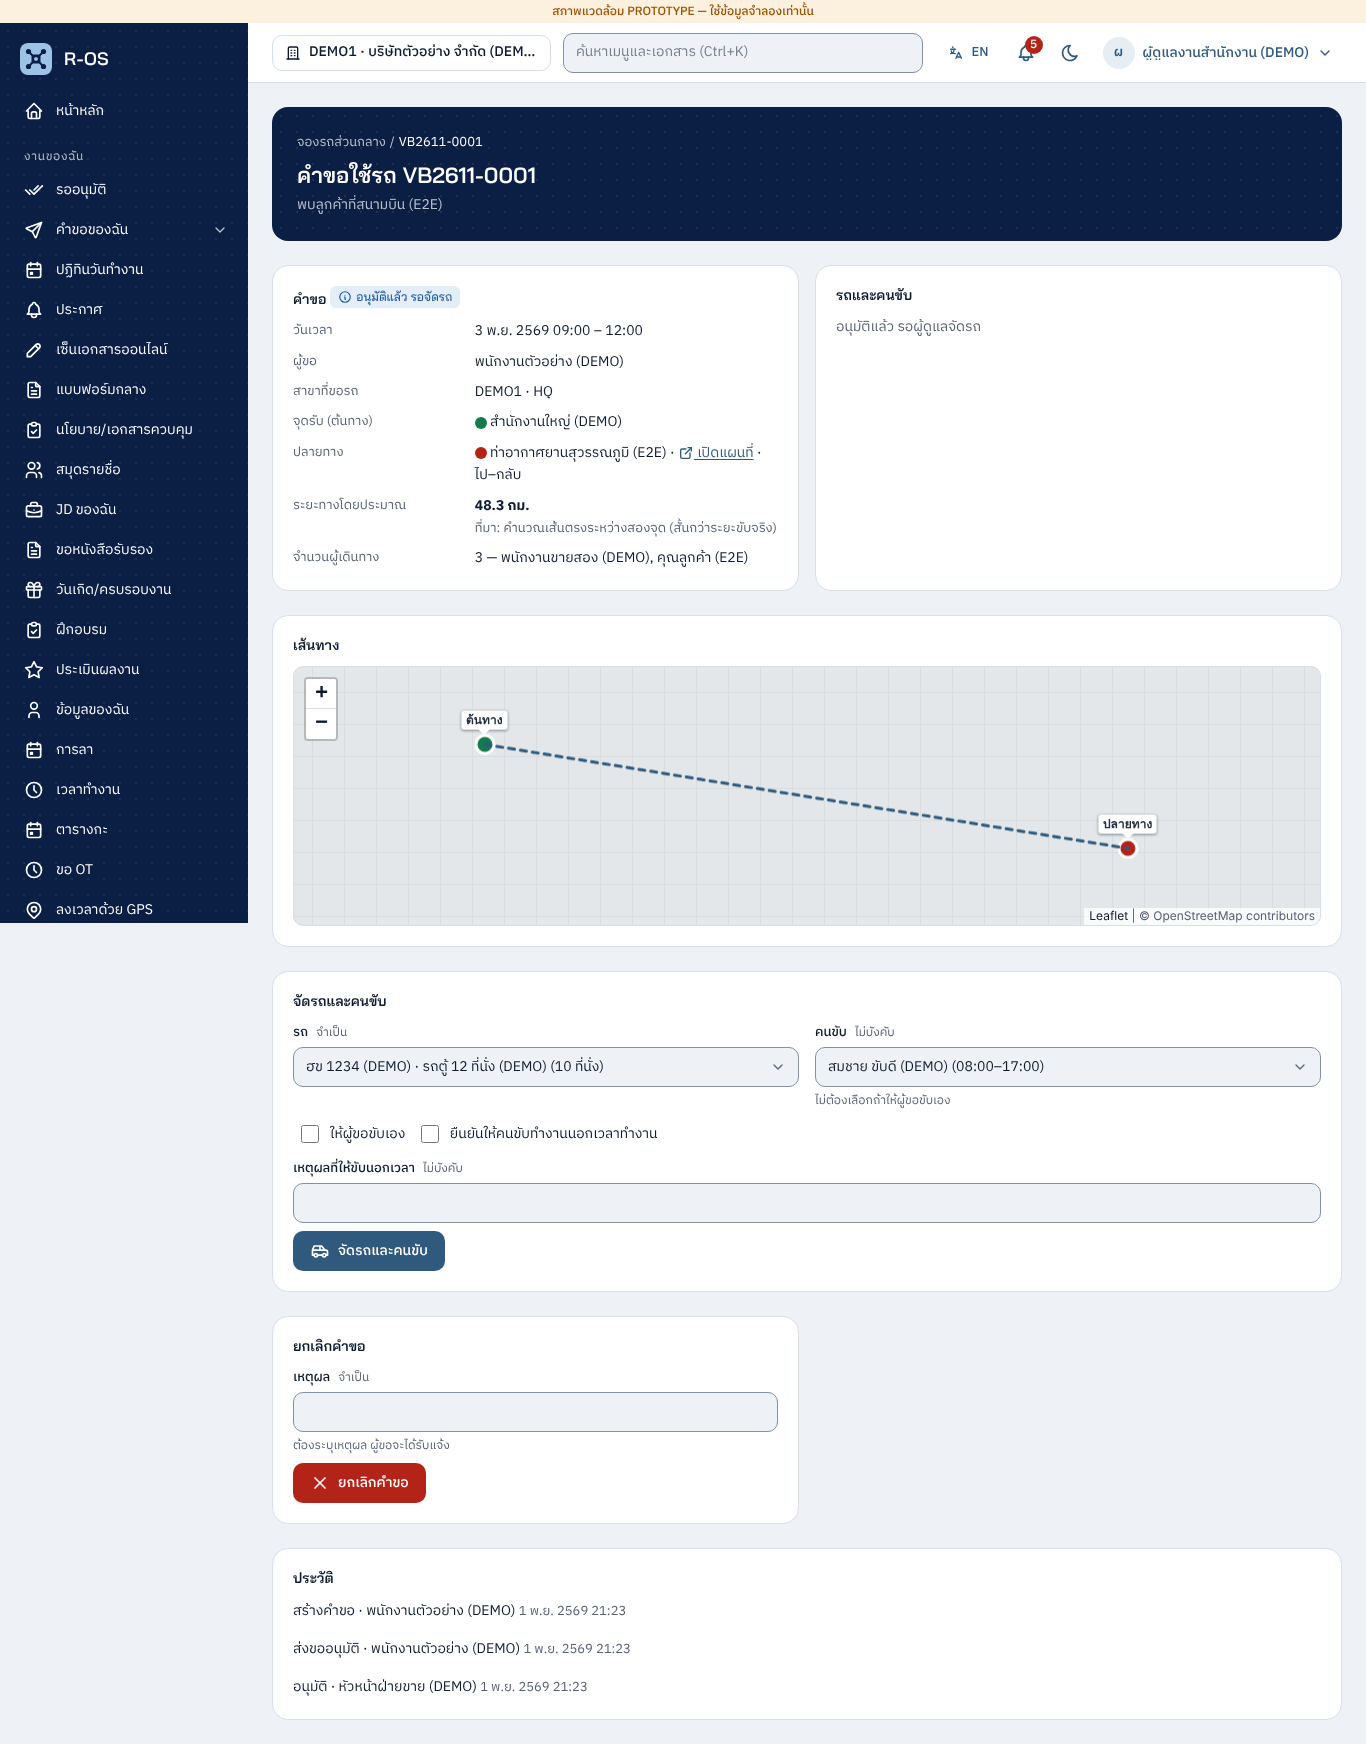 สภาพแวดล้อม PROTOTYPE — ใช้ข้อมูลจำลองเท่านั้น
R-OS
DEMO1 · บริษัทตัวอย่าง จำกัด (DEM...
ค้นหาเมนูและเอกสาร (Ctrl+K)
EN
5
ผ
ผู้ดูแลงานสำนักงาน (DEMO)
หน้าหลัก
งานของฉัน
รออนุมัติ
คำขอของฉัน
ปฏิทินวันทำงาน
ประกาศ
เซ็นเอกสารออนไลน์
แบบฟอร์มกลาง
นโยบาย/เอกสารควบคุม
สมุดรายชื่อ
JD ของฉัน
ขอหนังสือรับรอง
วันเกิด/ครบรอบงาน
ฝึกอบรม
ประเมินผลงาน
ข้อมูลของฉัน
การลา
เวลาทำงาน
ตารางกะ
ขอ OT
ลงเวลาด้วย GPS
จองรถส่วนกลาง / VB2611-0001
คำขอใช้รถ VB2611-0001
พบลูกค้าที่สนามบิน (E2E)
คำขอ อนุมัติแล้ว รอจัดรถ
วันเวลา 3 พ.ย. 2569 09:00 – 12:00
ผู้ขอ พนักงานตัวอย่าง (DEMO)
สาขาที่ขอรถ DEMO1 · HQ
จุดรับ (ต้นทาง) สำนักงานใหญ่ (DEMO)
ปลายทาง ท่าอากาศยานสุวรรณภูมิ (E2E) · เปิดแผนที่ ·
ไป–กลับ
ระยะทางโดยประมาณ 48.3 กม.
ที่มา: คำนวณเส้นตรงระหว่างสองจุด (สั้นกว่าระยะขับจริง)
จำนวนผู้เดินทาง 3 — พนักงานขายสอง (DEMO), คุณลูกค้า (E2E)
รถและคนขับ
อนุมัติแล้ว รอผู้ดูแลจัดรถ
เส้นทาง
+
−
ต้นทาง
ปลายทาง
Leaflet | © OpenStreetMap contributors
จัดรถและคนขับ
รถ จำเป็น
ฮข 1234 (DEMO) · รถตู้ 12 ที่นั่ง (DEMO) (10 ที่นั่ง)
คนขับ ไม่บังคับ
สมชาย ขับดี (DEMO) (08:00–17:00)
ไม่ต้องเลือกถ้าให้ผู้ขอขับเอง
ให้ผู้ขอขับเอง
ยืนยันให้คนขับทำงานนอกเวลาทำงาน
เหตุผลที่ให้ขับนอกเวลา ไม่บังคับ
จัดรถและคนขับ
ยกเลิกคำขอ
เหตุผล จำเป็น
ต้องระบุเหตุผล ผู้ขอจะได้รับแจ้ง
ยกเลิกคำขอ
ประวัติ
สร้างคำขอ · พนักงานตัวอย่าง (DEMO) 1 พ.ย. 2569 21:23
ส่งขออนุมัติ · พนักงานตัวอย่าง (DEMO) 1 พ.ย. 2569 21:23
อนุมัติ · หัวหน้าฝ่ายขาย (DEMO) 1 พ.ย. 2569 21:23